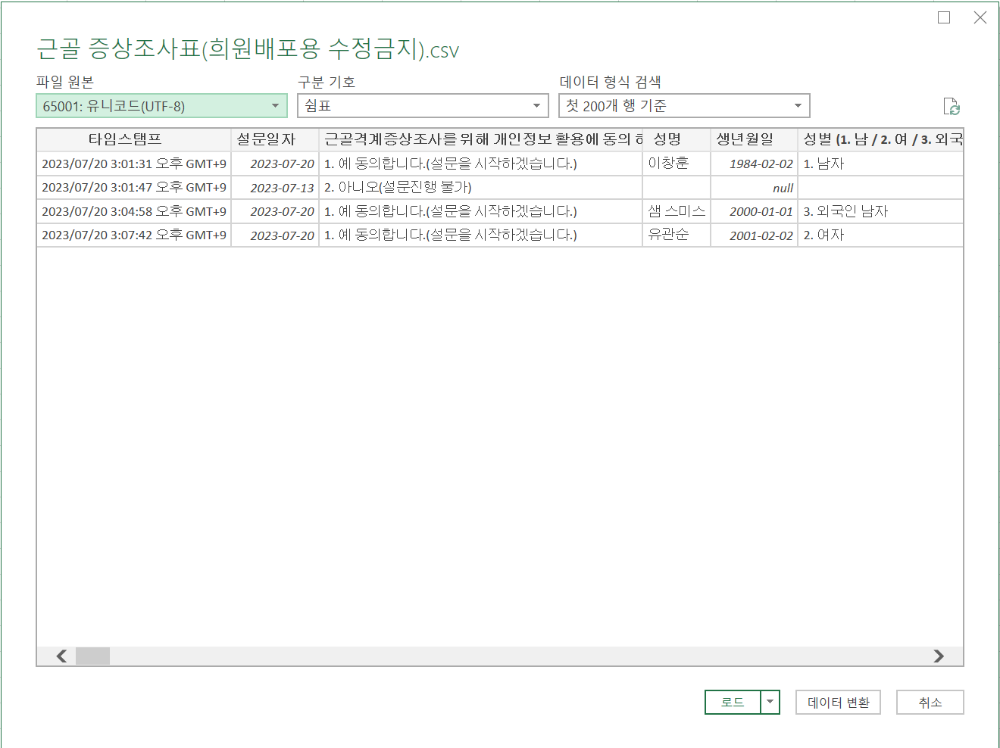 근골 증상조사표(희원배포용 수정금지).csv
파일 원본 구분 기호 데이터 형식 검색
65001: 유니코드(UTF-8) 쉼표 첫 200개 행 기준
타임스탬프 설문일자 근골격계증상조사를 위해 개인정보 활용에 동의 하 성명 생년월일 성별 (1. 남 / 2. 여 / 3. 외국
2023/07/20 3:01:31 오후 GMT+9 2023-07-20 1. 예 동의합니다.(설문을 시작하겠습니다.) 이창훈 1984-02-02 1. 남자
2023/07/20 3:01:47 오후 GMT+9 2023-07-13 2. 아니오(설문진행 불가) null
2023/07/20 3:04:58 오후 GMT+9 2023-07-20 1. 예 동의합니다.(설문을 시작하겠습니다.) 샘 스미스 2000-01-01 3. 외국인 남자
2023/07/20 3:07:42 오후 GMT+9 2023-07-20 1. 예 동의합니다.(설문을 시작하겠습니다.) 유관순 2001-02-02 2. 여자
로드 데이터 변환 취소